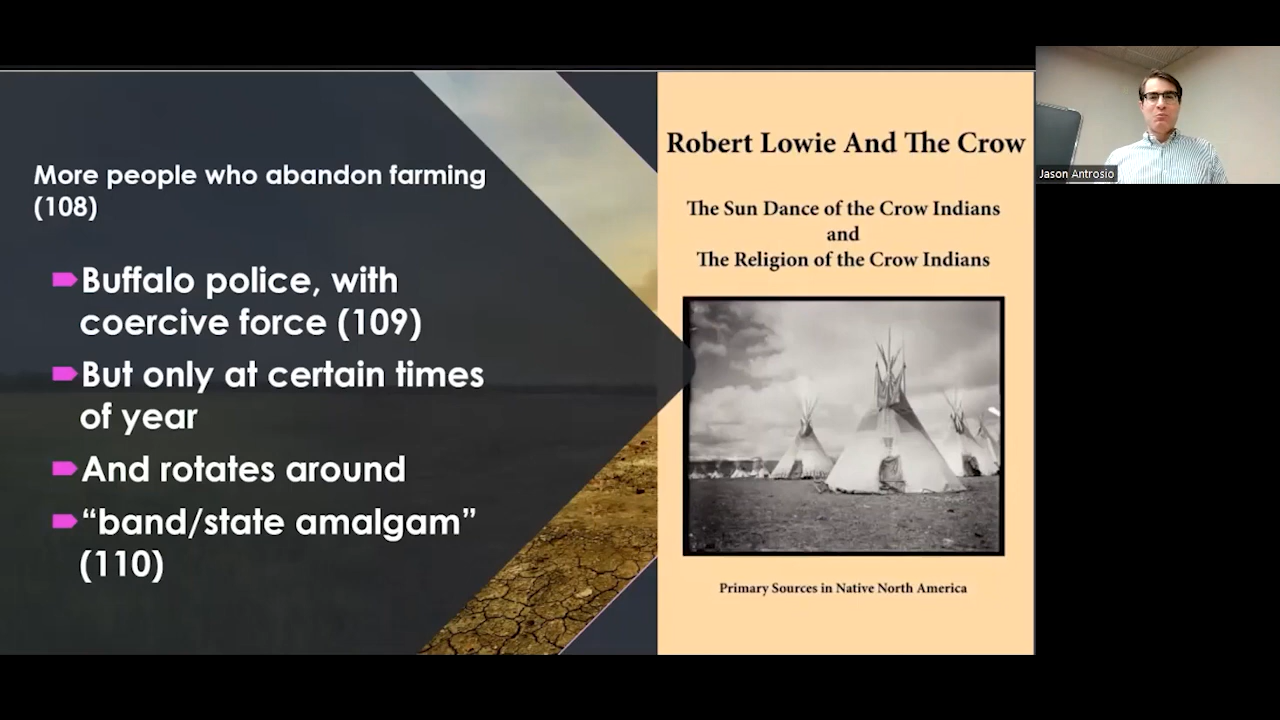 More people who abandon farming
(108)
Buffalo police, with
coercive force (109)
But only at certain times
of year
And rotates around
“band/state amalgam”
(110)
Robert Lowie And The Crow
The Sun Dance of the Crow Indians
and
The Religion of the Crow Indians
Primary Sources in Native North America
Jason Antrosio